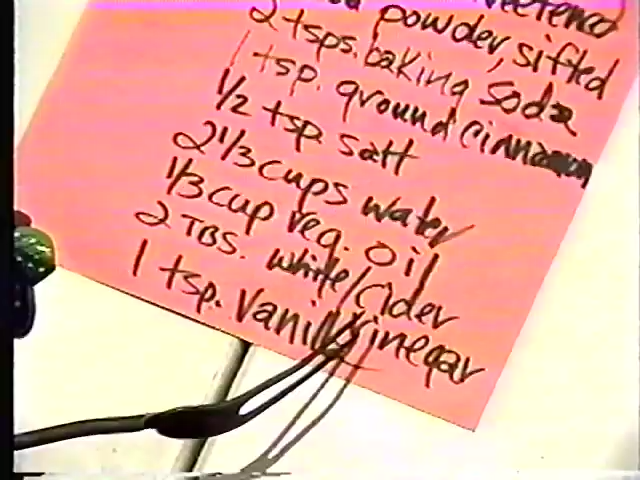 powder, sifted
2 tsps. baking soda
1 tsp. ground cinnamon
1/2 tsp. salt
2 1/3 cups water
1/3 cup veg. oil
2 TBS. white/cider
1 tsp. vanilla vinegar